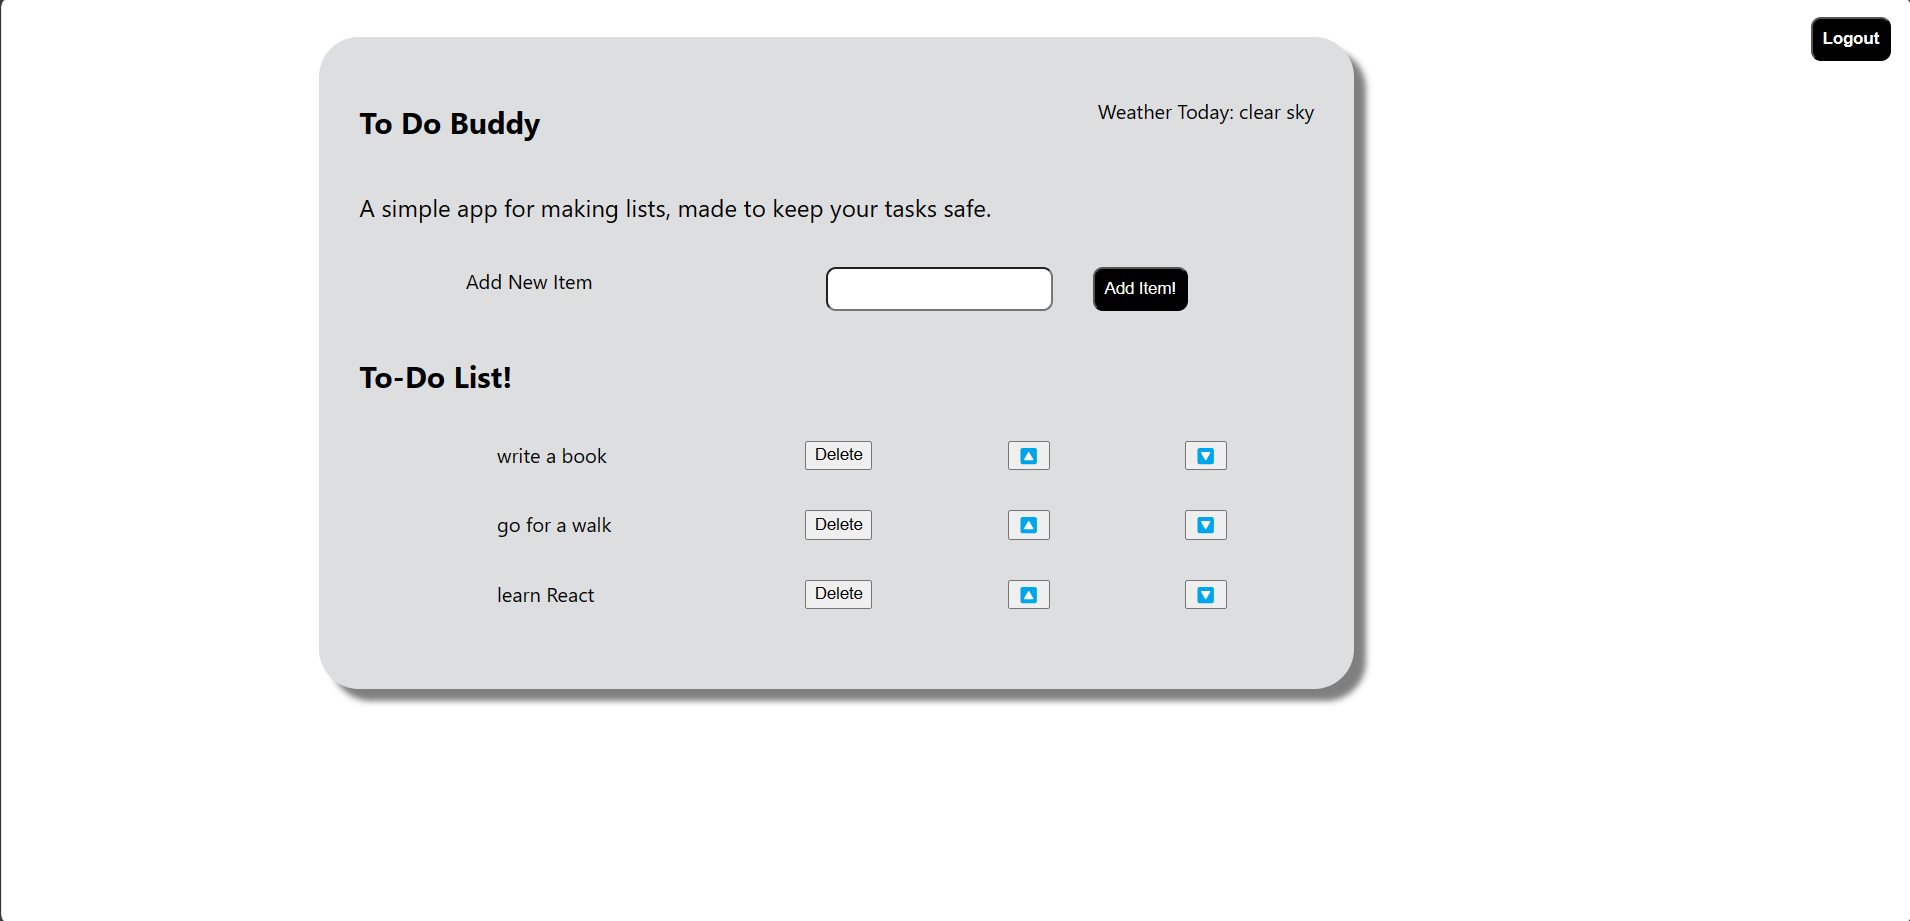 Logout
To Do Buddy
Weather Today: clear sky
A simple app for making lists, made to keep your tasks safe.
Add New Item
Add Item!
To-Do List!
write a book Delete 🔼 🔽
go for a walk Delete 🔼 🔽
learn React Delete 🔼 🔽